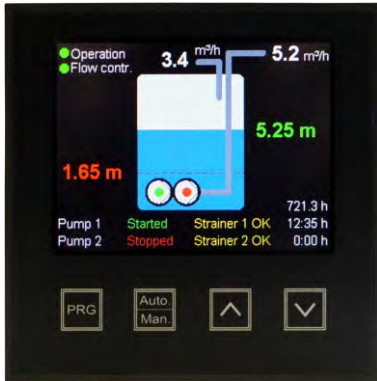 Operation
Flow contr.
3.4 m³/h
5.2 m³/h
5.25 m
1.65 m
721.3 h
Pump 1 Started Strainer 1 OK 12:35 h
Pump 2 Stopped Strainer 2 OK 0:00 h
PRG
Auto.
Man.